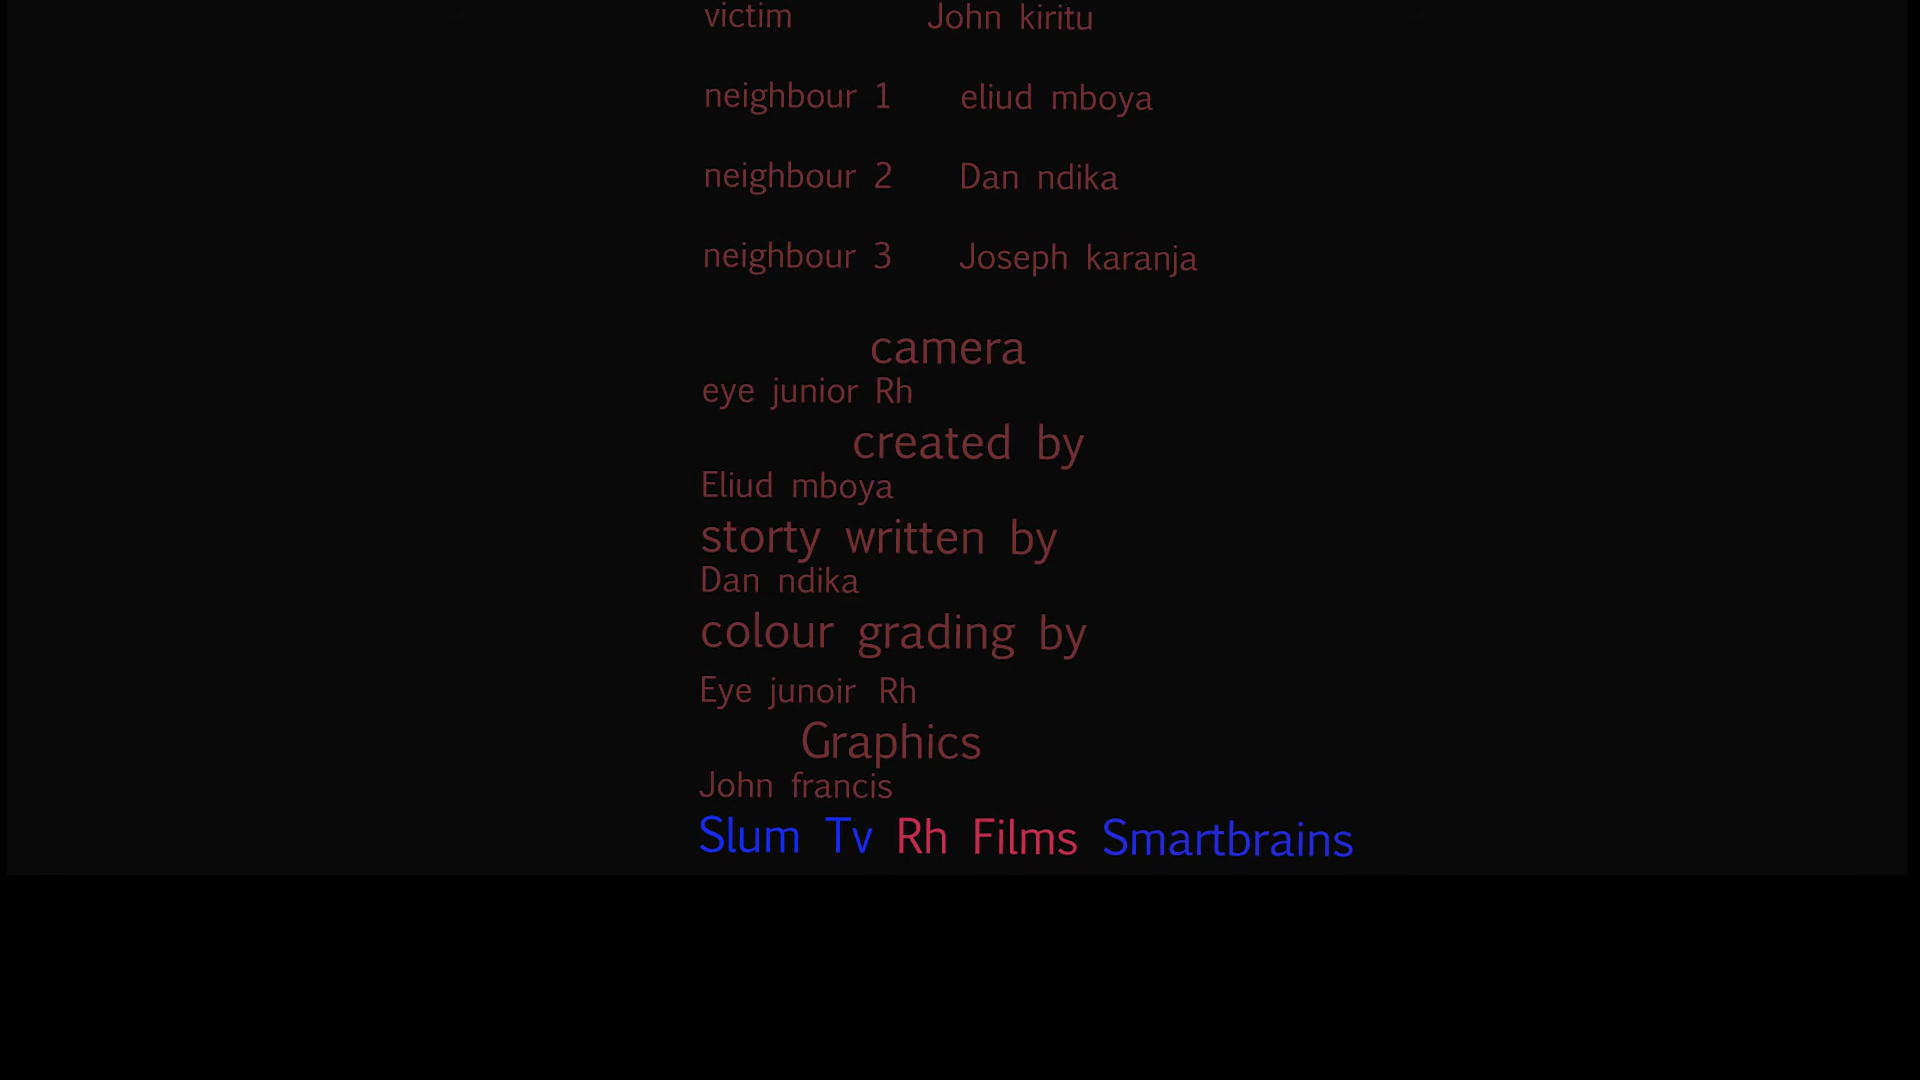 victim John kiritu
neighbour 1 eliud mboya
neighbour 2 Dan ndika
neighbour 3 Joseph karanja
camera
eye junior Rh
created by
Eliud mboya
storty written by
Dan ndika
colour grading by
Eye junoir Rh
Graphics
John francis
Slum Tv Rh Films Smartbrains